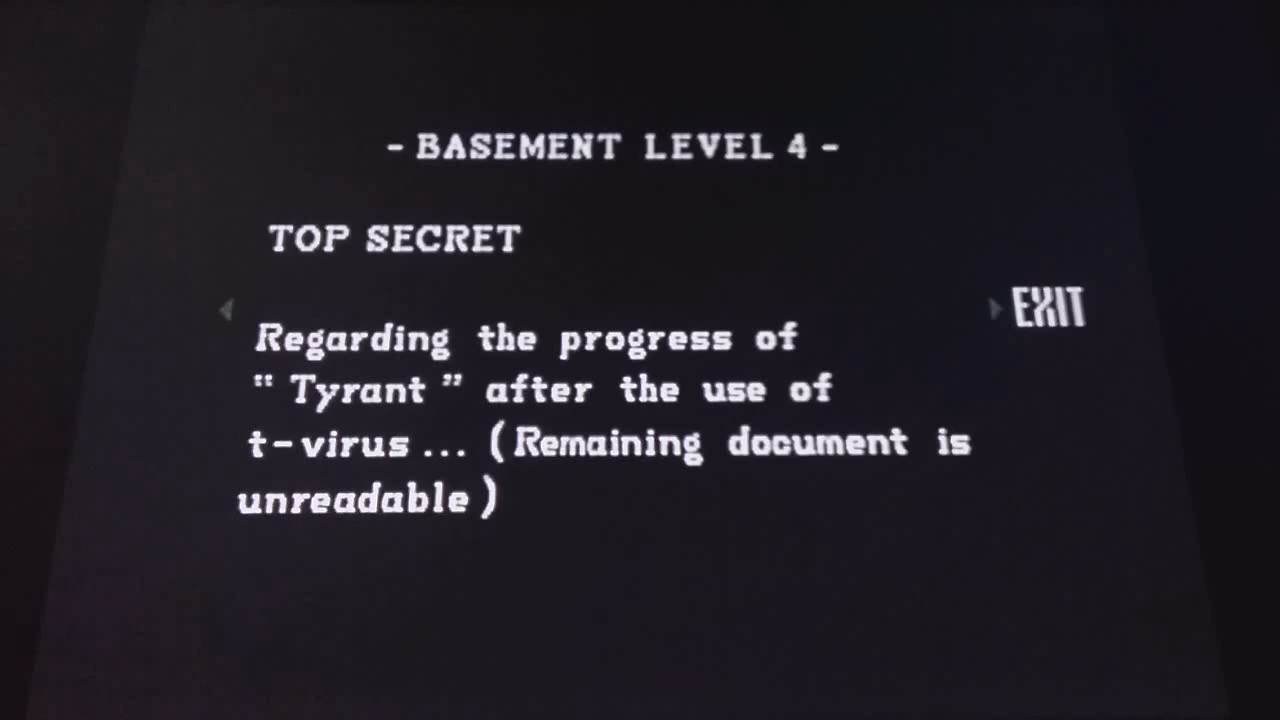 - BASEMENT LEVEL 4 -
TOP SECRET
EXIT
Regarding the progress of
“ Tyrant ” after the use of
t-virus... (Remaining document is
unreadable)